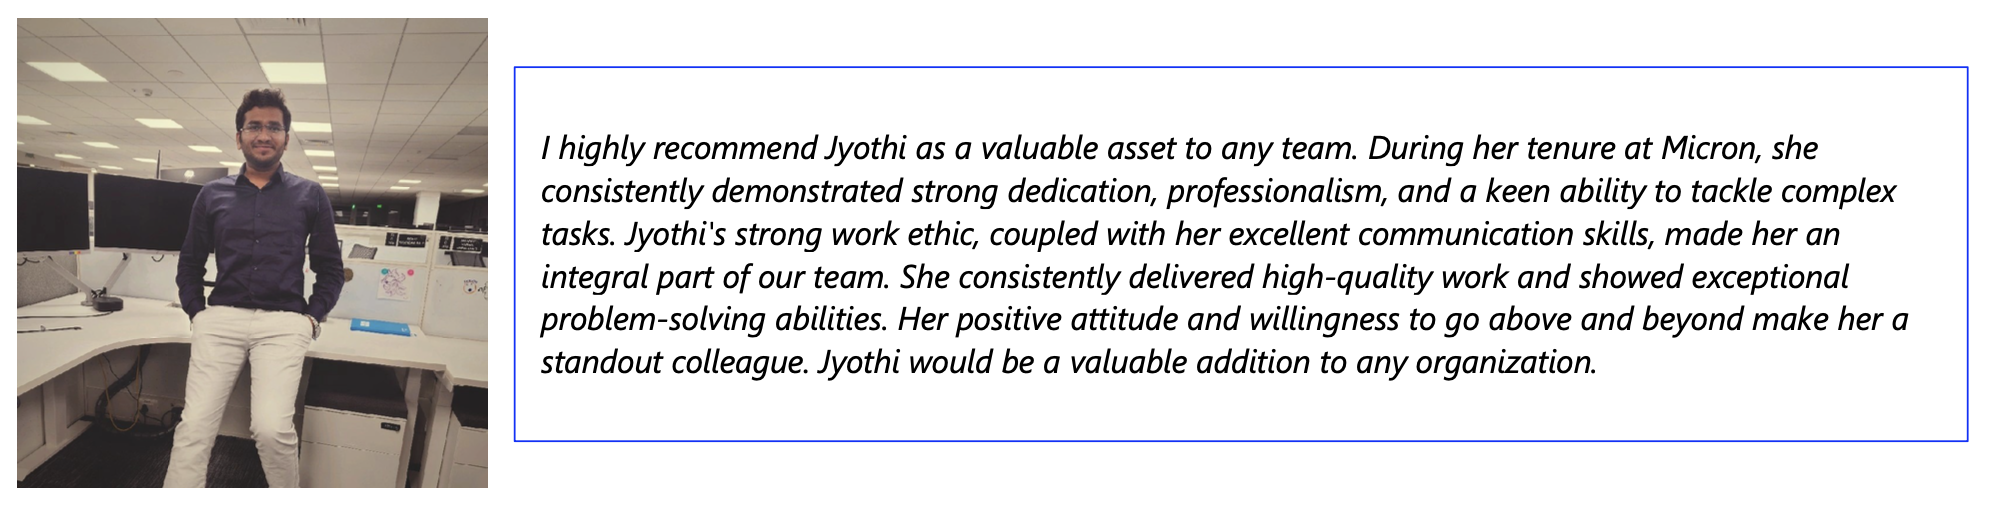 I highly recommend Jyothi as a valuable asset to any team. During her tenure at Micron, she
consistently demonstrated strong dedication, professionalism, and a keen ability to tackle complex
tasks. Jyothi's strong work ethic, coupled with her excellent communication skills, made her an
integral part of our team. She consistently delivered high-quality work and showed exceptional
problem-solving abilities. Her positive attitude and willingness to go above and beyond make her a
standout colleague. Jyothi would be a valuable addition to any organization.